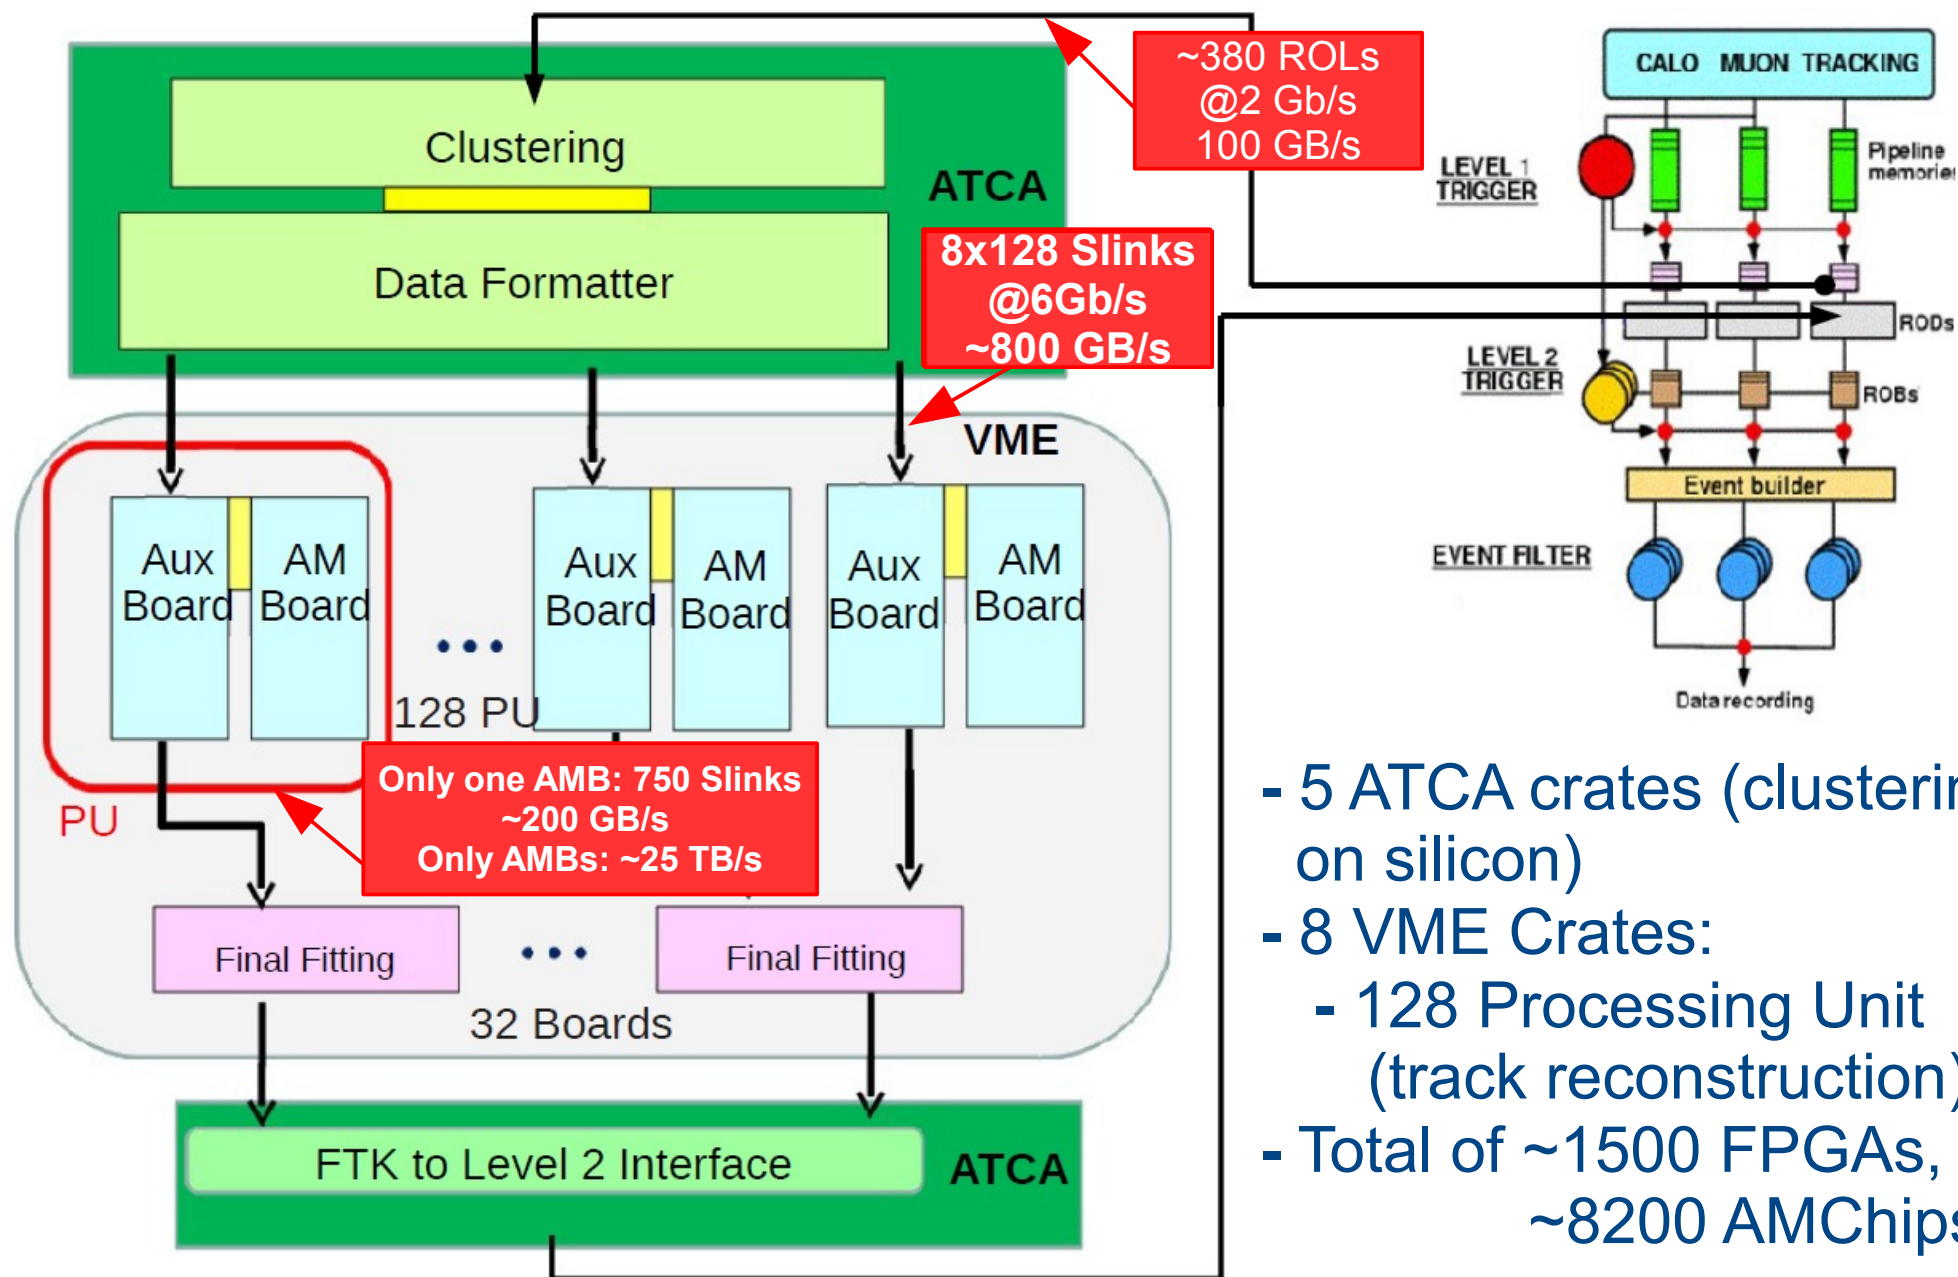 ~380 ROLs
@2 Gb/s
100 GB/s
Clustering
ATCA
Data Formatter
8x128 Slinks
@6Gb/s
~800 GB/s
VME
Aux
Board
AM
Board
Aux
Board
AM
Board
Aux
Board
AM
Board
128 PU
PU
Only one AMB: 750 Slinks
~200 GB/s
Only AMBs: ~25 TB/s
Final Fitting
Final Fitting
32 Boards
FTK to Level 2 Interface
ATCA
CALO MUON TRACKING
LEVEL 1
TRIGGER
Pipeline
memories
RODs
LEVEL 2
TRIGGER
ROBs
Event builder
EVENT FILTER
Data recording
- 5 ATCA crates (clusterin
on silicon)
- 8 VME Crates:
- 128 Processing Unit
(track reconstruction)
- Total of ~1500 FPGAs,
~8200 AMChips